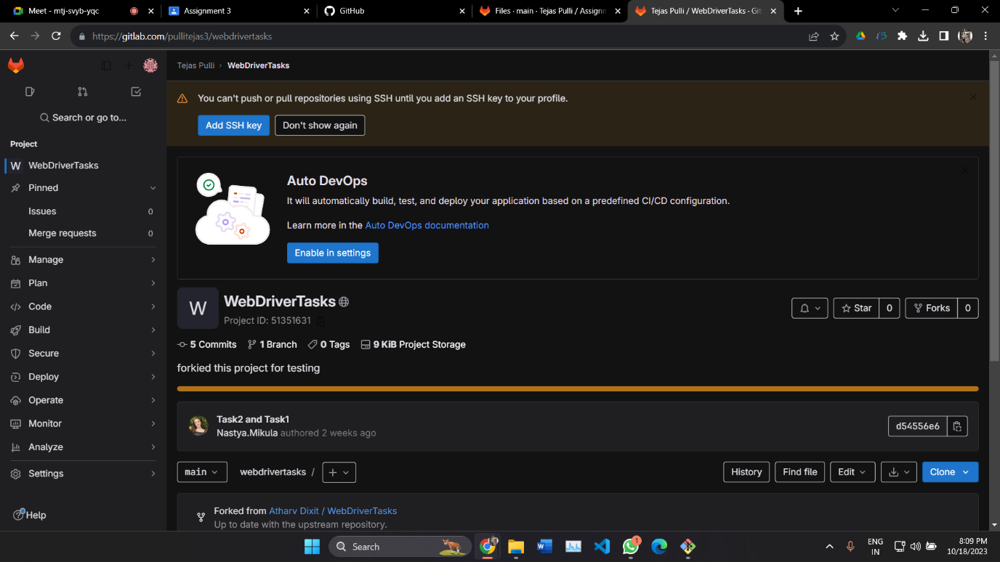 Meet - mtj-svyb-yqc
Assignment 3
GitHub
Files · main · Tejas Pulli / Assignm
Tejas Pulli / WebDriverTasks · Git
https://gitlab.com/pullitejas3/webdrivertasks
Tejas Pulli › WebDriverTasks
You can't push or pull repositories using SSH until you add an SSH key to your profile.
Add SSH key
Don't show again
Search or go to...
Project
W WebDriverTasks
Pinned
Issues 0
Merge requests 0
Manage
Plan
Code
Build
Secure
Deploy
Operate
Monitor
Analyze
Settings
Help
Auto DevOps
It will automatically build, test, and deploy your application based on a predefined CI/CD configuration.
Learn more in the Auto DevOps documentation
Enable in settings
W
WebDriverTasks
Project ID: 51351631
Star 0
Forks 0
5 Commits 1 Branch 0 Tags 9 KiB Project Storage
forkied this project for testing
Task2 and Task1
Nastya.Mikula authored 2 weeks ago
d54556e6
main
webdrivertasks /
History
Find file
Edit
Clone
Forked from Atharv Dixit / WebDriverTasks
Up to date with the upstream repository.
Search
1
ENG
IN
8:09 PM
10/18/2023